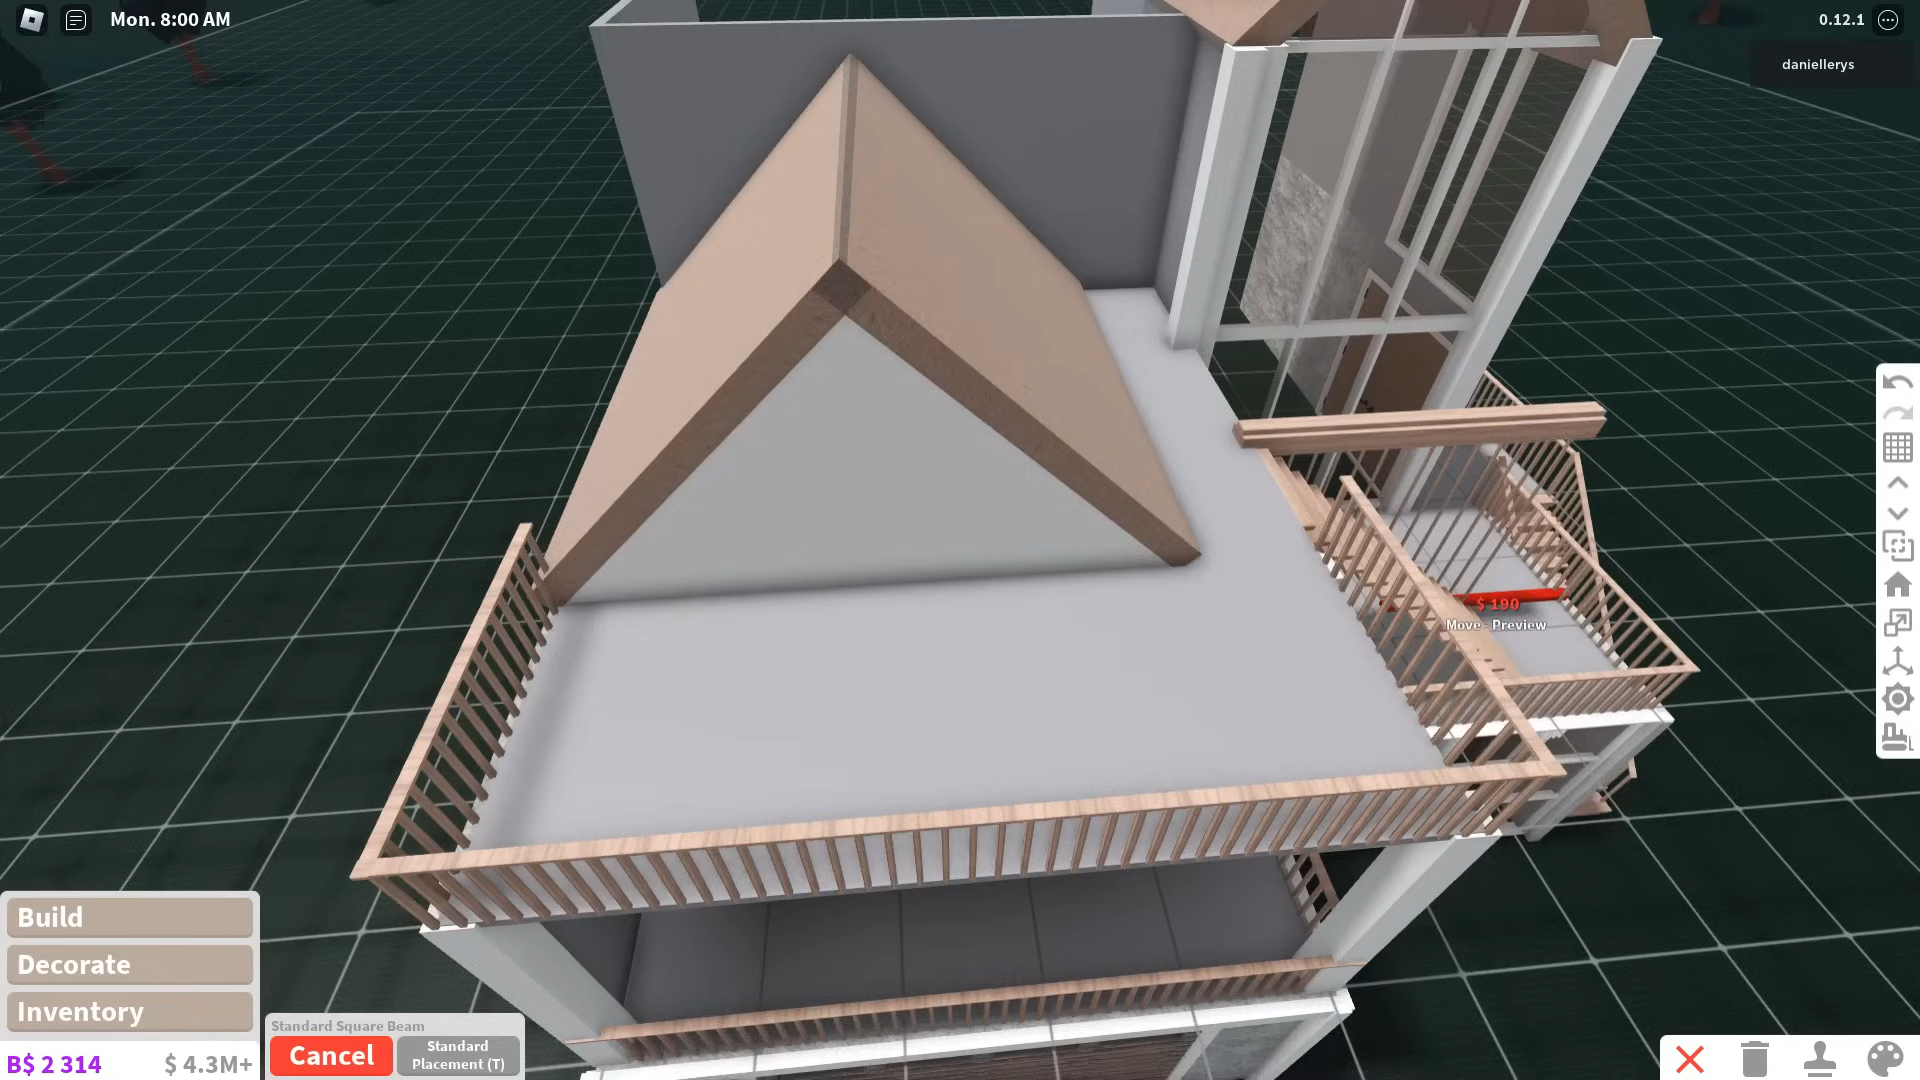 Mon. 8:00 AM
0.12.1
daniellerys
$ 190
Move - Preview
Build
Decorate
Inventory
Standard Square Beam
Cancel
Standard
Placement (T)
B$ 2 314
$ 4.3M+